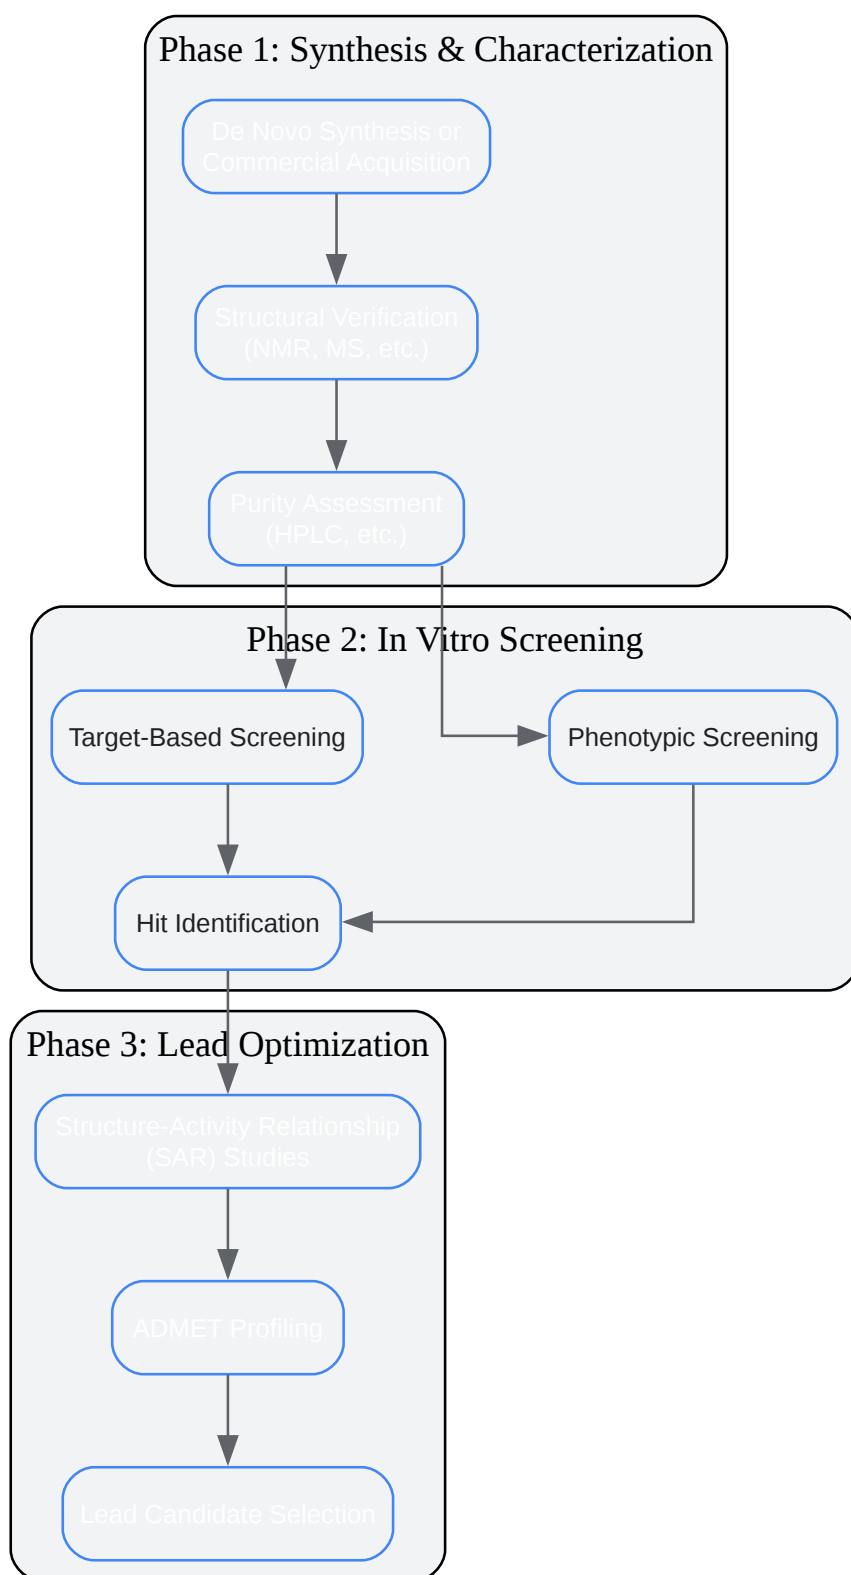 Phase 1: Synthesis & Characterization
De Novo Synthesis or
Commercial Acquisition
Structural Verification
(NMR, MS, etc.)
Purity Assessment
(HPLC, etc.)
Phase 2: In Vitro Screening
Target-Based Screening
Phenotypic Screening
Hit Identification
Phase 3: Lead Optimization
Structure-Activity Relationship
(SAR) Studies
ADMET Profiling
Lead Candidate Selection